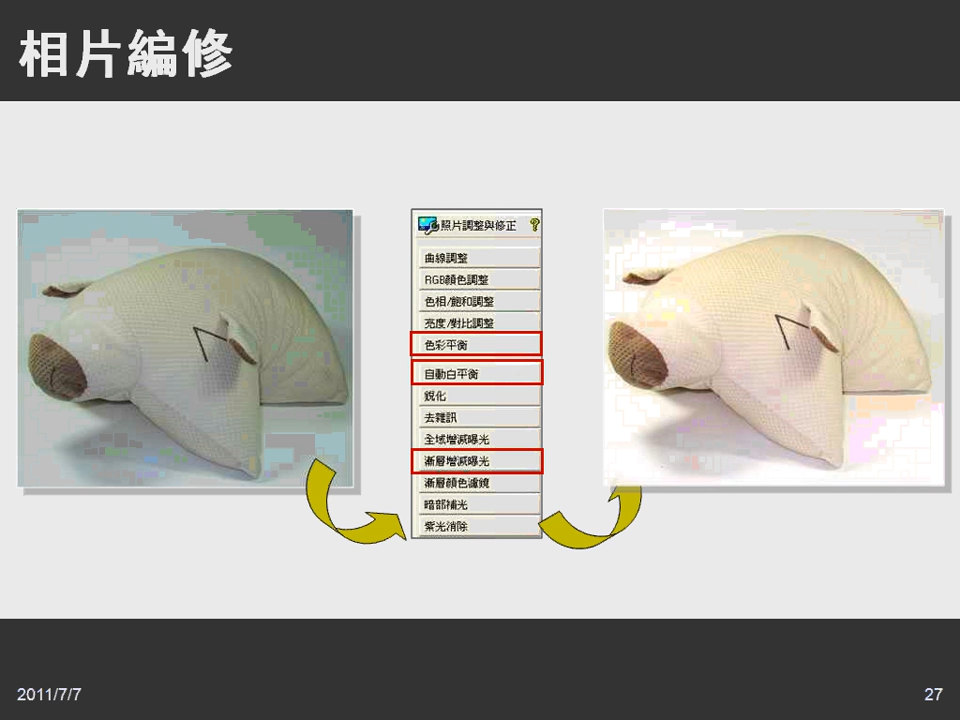 相片編修
照片調整與修正 ?
曲線調整
RGB顏色調整
色相/飽和調整
亮度/對比調整
色彩平衡
自動白平衡
銳化
去雜訊
全域增減曝光
漸層增減曝光
漸層顏色濾鏡
暗部補光
紫光消除
2011/7/7
27